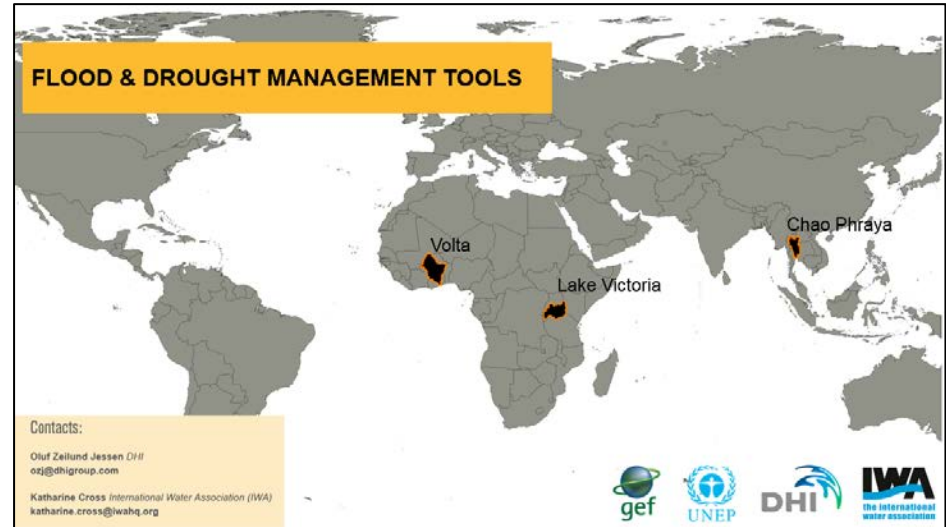 FLOOD & DROUGHT MANAGEMENT TOOLS
Chao Phraya
Volta
Lake Victoria
Contacts:
Oluf Zeilund Jessen DHI
ozj@dhigroup.com
Katharine Cross International Water Association (IWA)
katharine.cross@iwahq.org
gef
UNEP
DHI
IWA
the international
water association